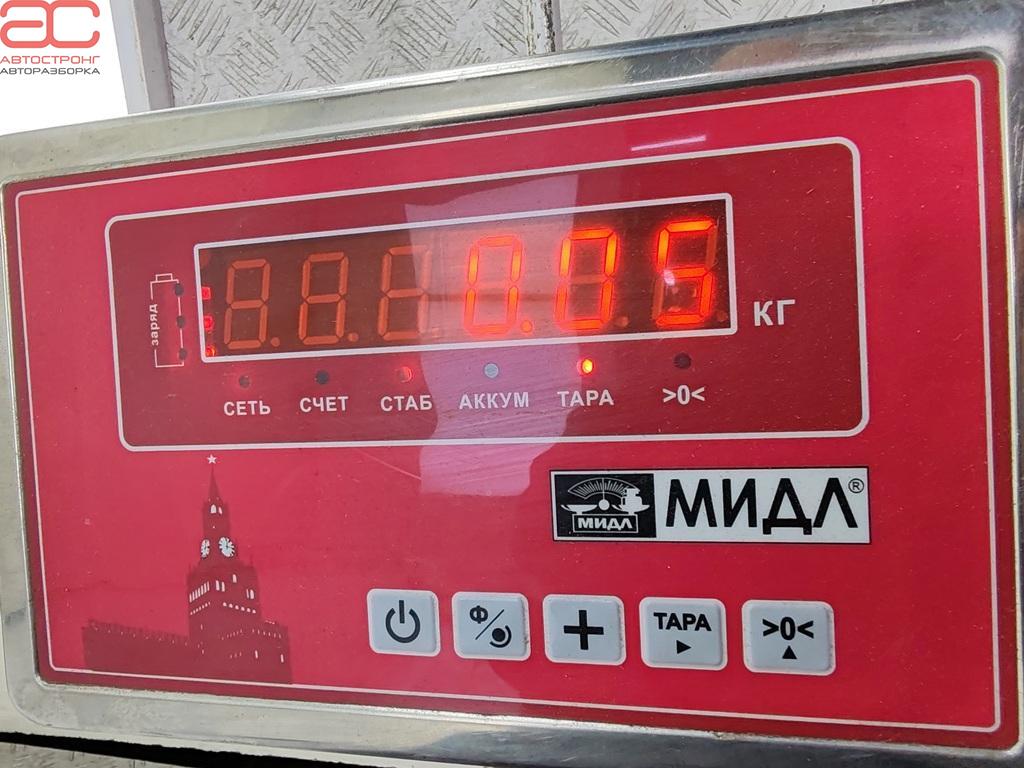 АС
АВТОСТРОНГ
АВТОРАЗБОРКА
заряд
0.05 КГ
СЕТЬ СЧЕТ СТАБ АККУМ ТАРА >0<
МИДЛ МИДЛ®
Ф ТАРА >0<